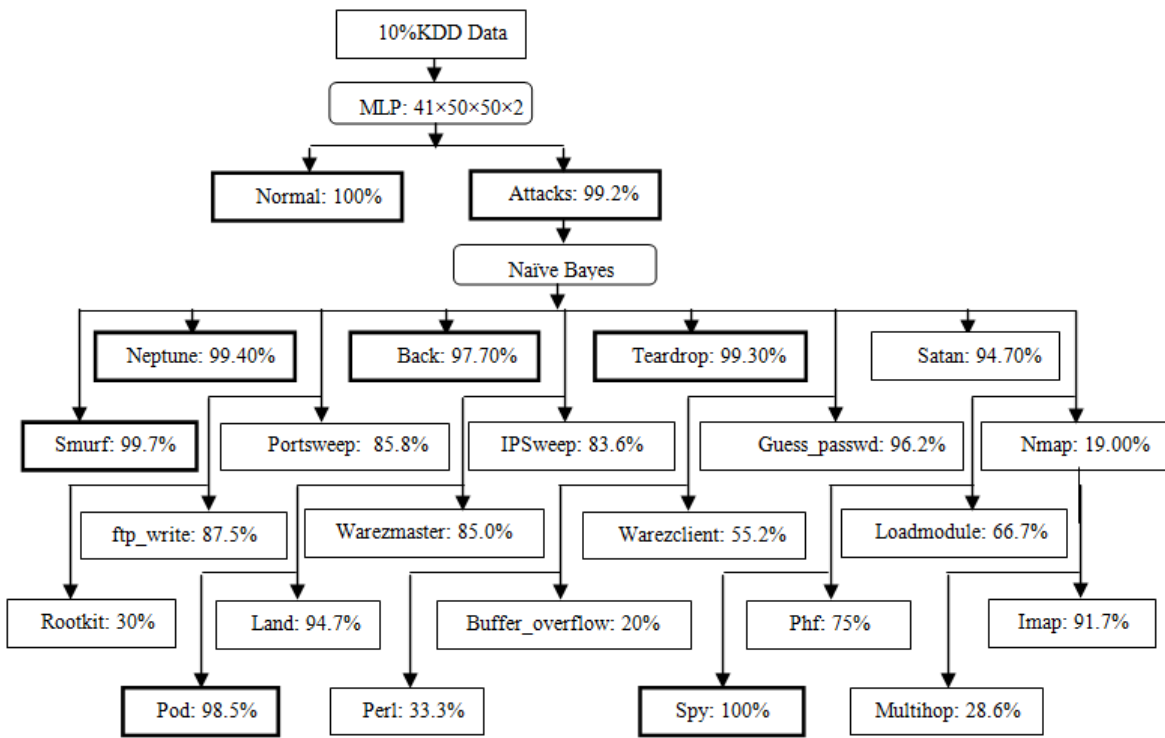 10%KDD Data
MLP: 41×50×50×2
Normal: 100%
Attacks: 99.2%
Naïve Bayes
Neptune: 99.40%
Back: 97.70%
Teardrop: 99.30%
Satan: 94.70%
Smurf: 99.7%
Portsweep: 85.8%
IPSweep: 83.6%
Guess_passwd: 96.2%
Nmap: 19.00%
ftp_write: 87.5%
Warezmaster: 85.0%
Warezclient: 55.2%
Loadmodule: 66.7%
Rootkit: 30%
Land: 94.7%
Buffer_overflow: 20%
Phf: 75%
Imap: 91.7%
Pod: 98.5%
Perl: 33.3%
Spy: 100%
Multihop: 28.6%